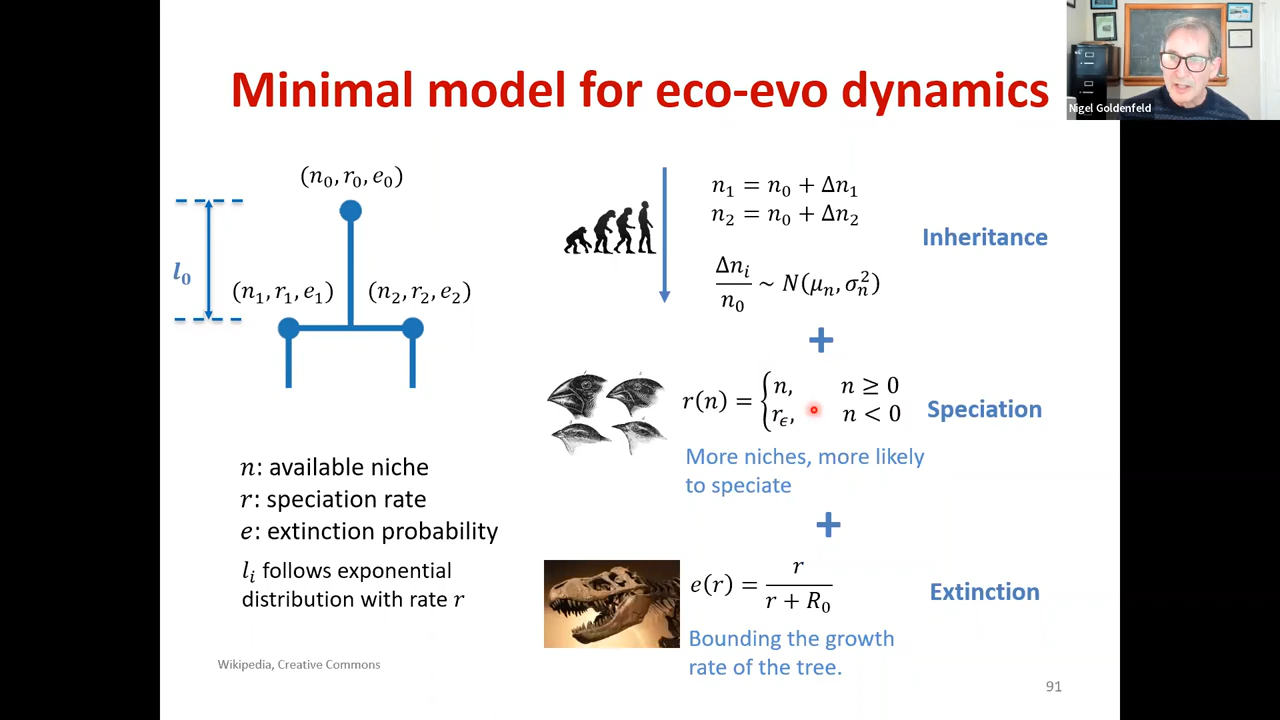 Minimal model for eco-evo dynamics
Nigel Goldenfeld
(n₀, r₀, e₀)
l₀
(n₁, r₁, e₁) (n₂, r₂, e₂)
n: available niche
r: speciation rate
e: extinction probability
lᵢ follows exponential
distribution with rate r
Wikipedia, Creative Commons
n₁ = n₀ + Δn₁
n₂ = n₀ + Δn₂
Inheritance
Δnᵢ/n₀ ~ N(μₙ, σₙ²)
+
r(n) = { n, n ≥ 0
r_ϵ, n < 0
Speciation
More niches, more likely
to speciate
+
e(r) = r/(r + R₀)
Extinction
Bounding the growth
rate of the tree.
91